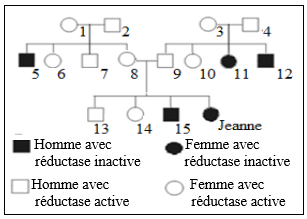 1 2 3 4
5 6 7 8 9 10 11 12
13 14 15 Jeanne
Homme avec
réductase inactive
Femme avec
réductase inactive
Homme avec
réductase active
Femme avec
réductase active